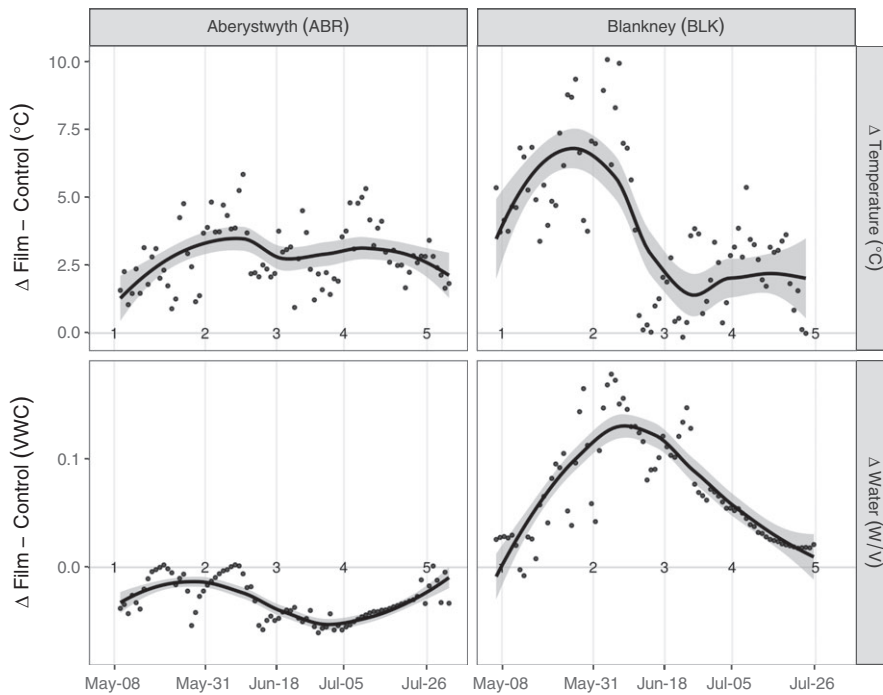 Aberystwyth (ABR)
Blankney (BLK)
Δ Film – Control (°C)
10.0
7.5
5.0
2.5
0.0
1 2 3 4 5
1 2 3 4 5
Δ Temperature (°C)
Δ Film – Control (VWC)
0.1
0.0
1 2 3 4 5
1 2 3 4 5
Δ Water (W/V)
May-08 May-31 Jun-18 Jul-05 Jul-26
May-08 May-31 Jun-18 Jul-05 Jul-26